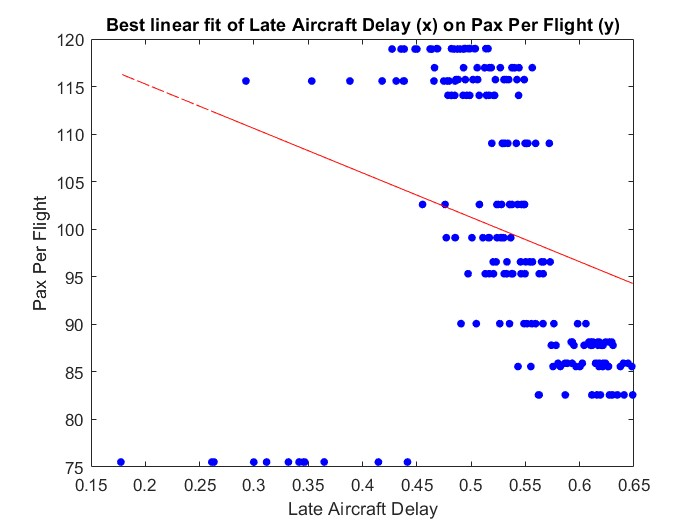 Best linear fit of Late Aircraft Delay (x) on Pax Per Flight (y)
120
115
110
105
100
95
90
85
80
75
Pax Per Flight
0.15 0.2 0.25 0.3 0.35 0.4 0.45 0.5 0.55 0.6 0.65
Late Aircraft Delay